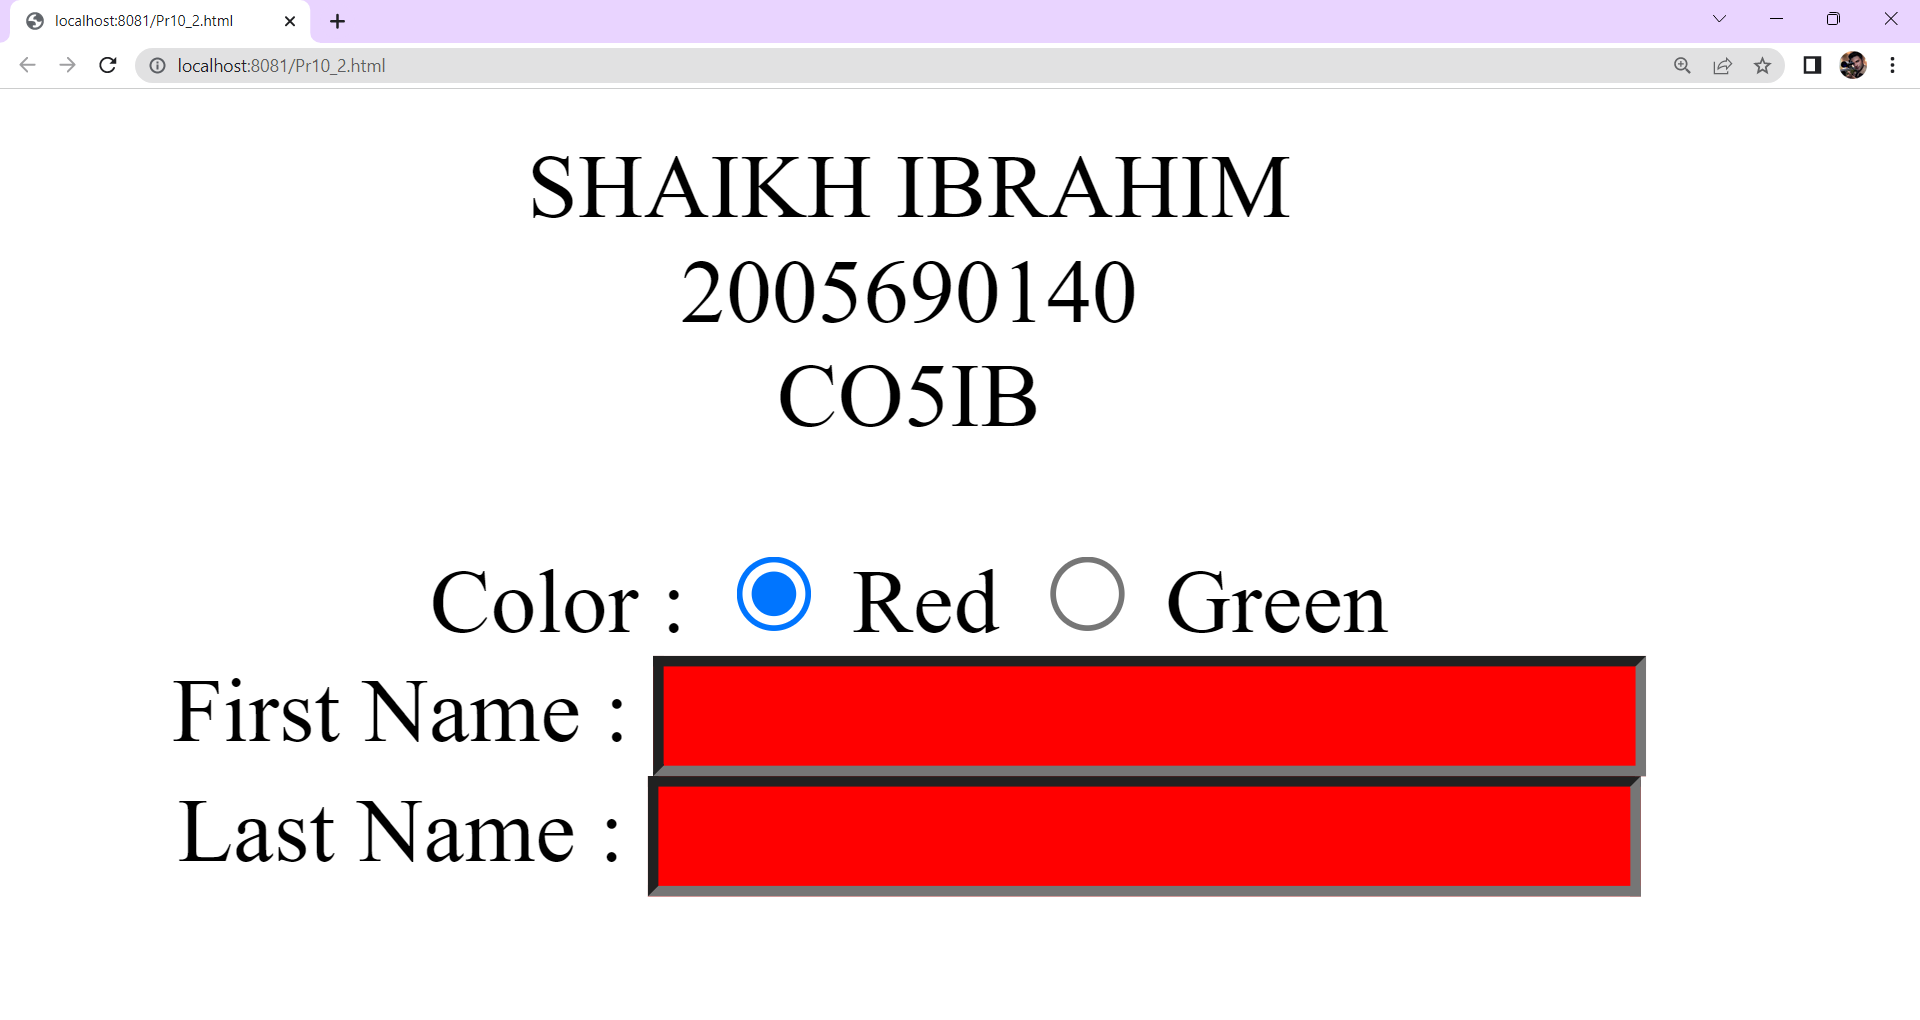 localhost:8081/Pr10_2.html
localhost:8081/Pr10_2.html
SHAIKH IBRAHIM
2005690140
CO5IB
Color : Red Green
First Name :
Last Name :